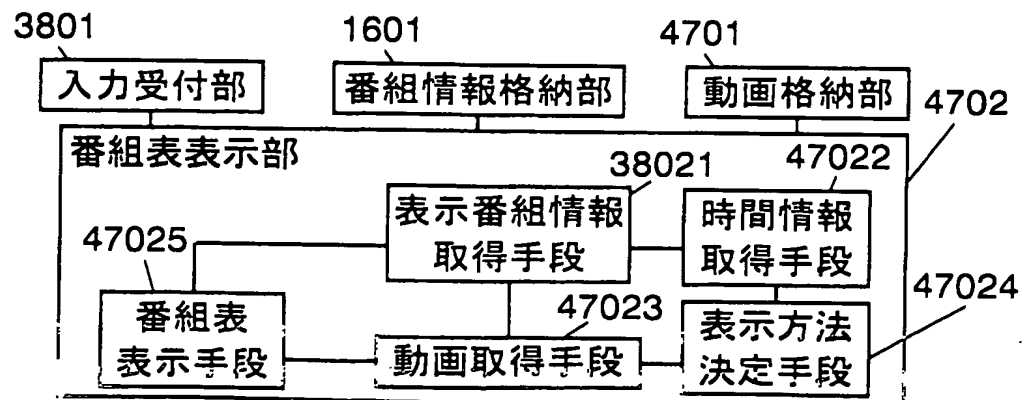 3801
1601
4701
入力受付部
番組情報格納部
動画格納部
4702
番組表表示部
38021
47022
表示番組情報
取得手段
時間情報
取得手段
47025
47023
47024
番組表
表示手段
動画取得手段
表示方法
決定手段